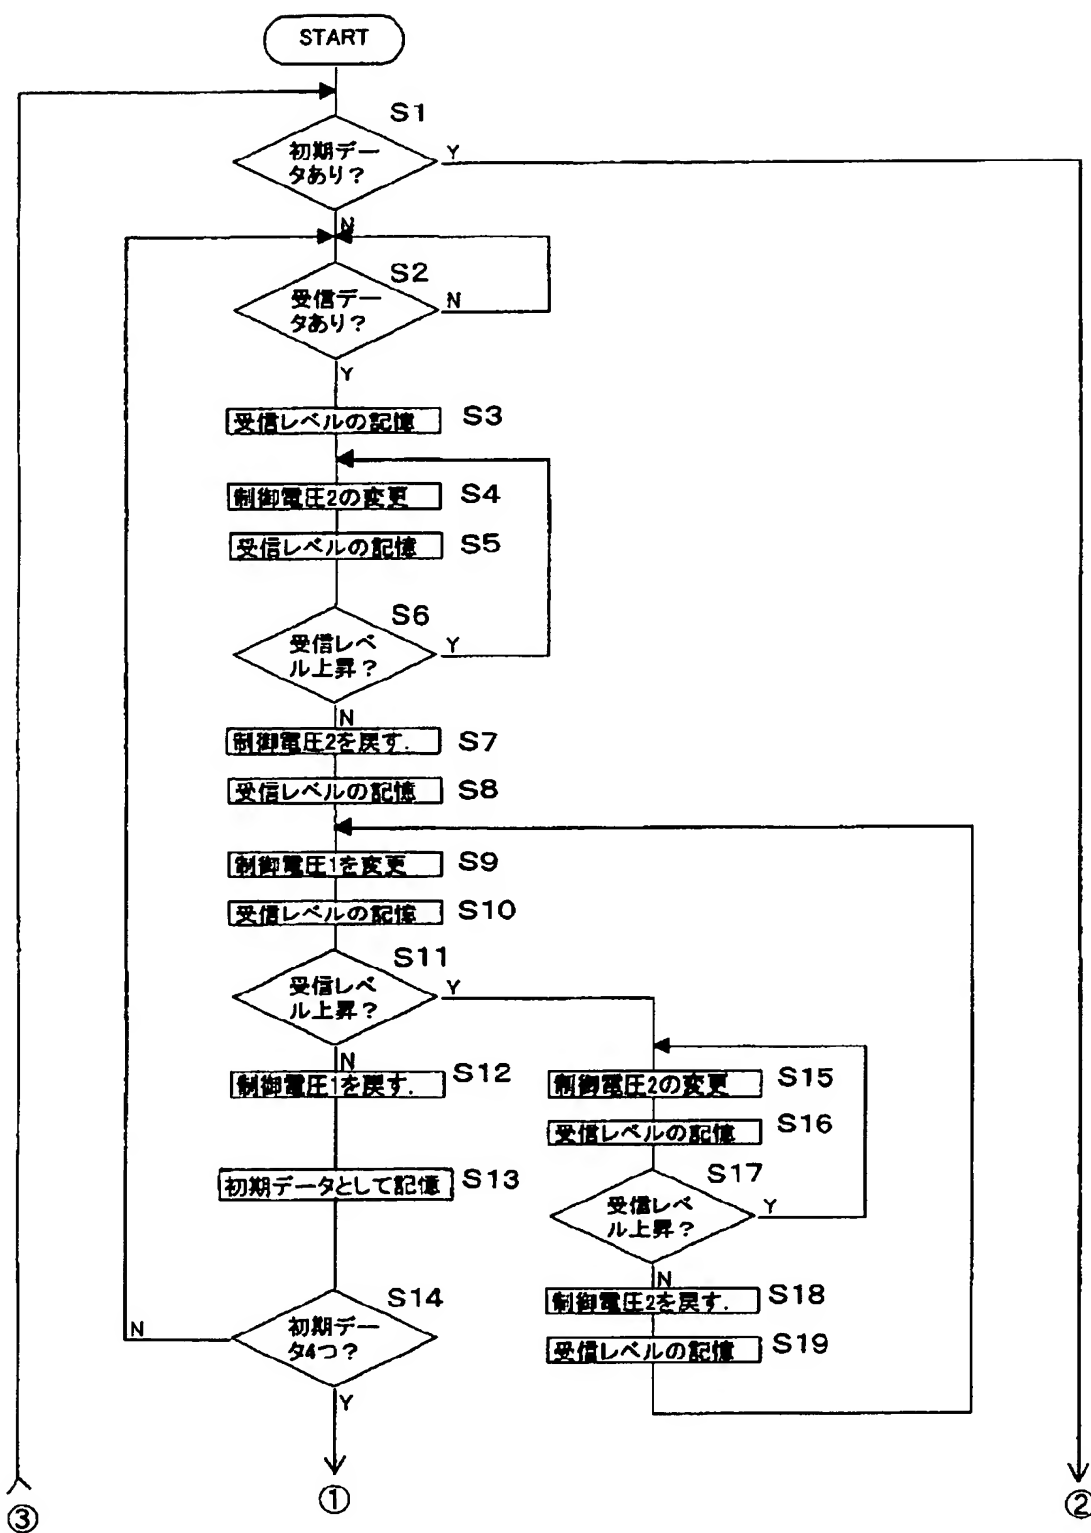 START
S1
初期デー
タあり?
Y
N
S2
受信デー
タあり?
N
Y
受信レベルの記憶 S3
制御電圧2の変更 S4
受信レベルの記憶 S5
S6
受信レベ
ル上昇?
Y
N
制御電圧2を戻す. S7
受信レベルの記憶 S8
制御電圧1を変更 S9
受信レベルの記憶 S10
S11
受信レベ
ル上昇?
Y
N
制御電圧1を戻す. S12
初期データとして記憶 S13
S14
初期デー
タ4つ?
N
Y
制御電圧2の変更 S15
受信レベルの記憶 S16
S17
受信レベ
ル上昇?
Y
N
制御電圧2を戻す. S18
受信レベルの記憶 S19
③
①
②